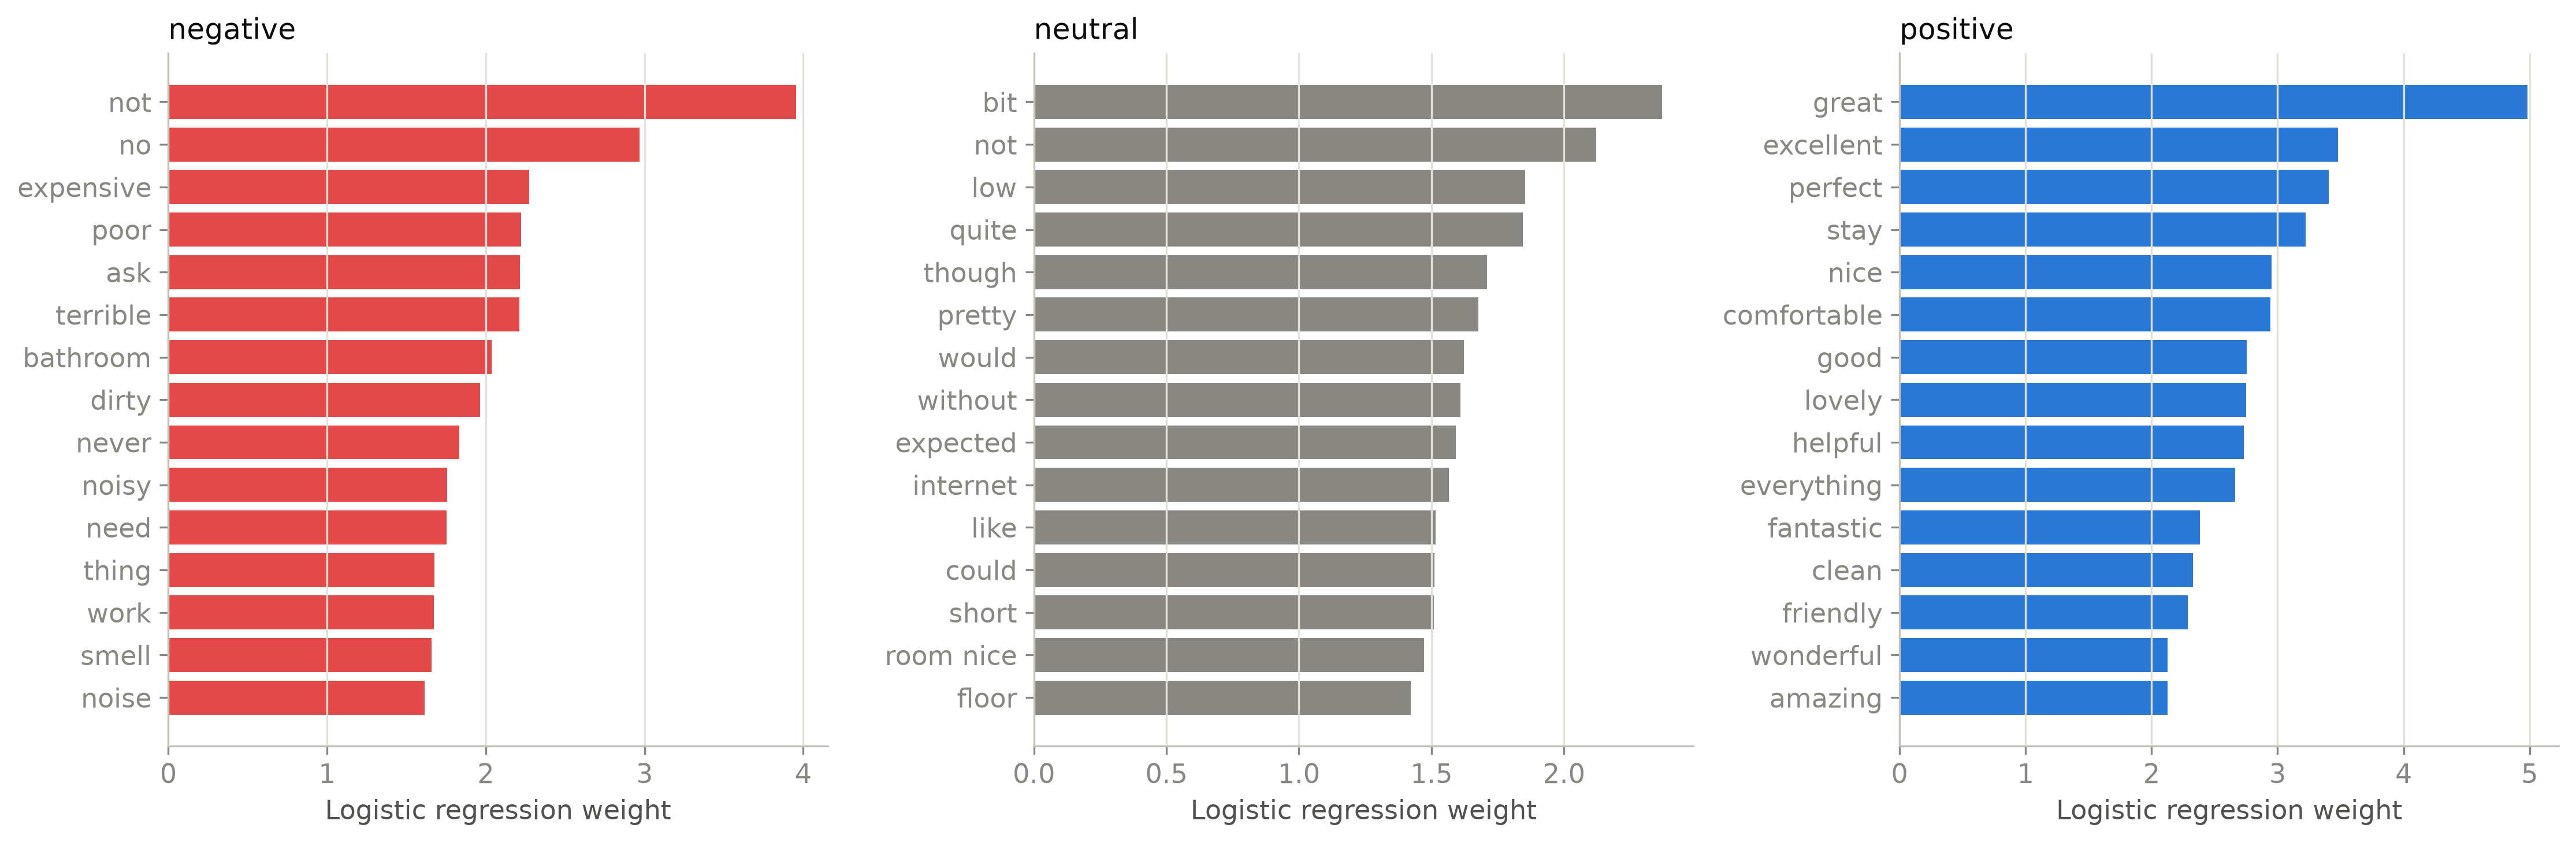 negative
not
no
expensive
poor
ask
terrible
bathroom
dirty
never
noisy
need
thing
work
smell
noise
0 1 2 3 4
Logistic regression weight
neutral
bit
not
low
quite
though
pretty
would
without
expected
internet
like
could
short
room nice
floor
0.0 0.5 1.0 1.5 2.0
Logistic regression weight
positive
great
excellent
perfect
stay
nice
comfortable
good
lovely
helpful
everything
fantastic
clean
friendly
wonderful
amazing
0 1 2 3 4 5
Logistic regression weight